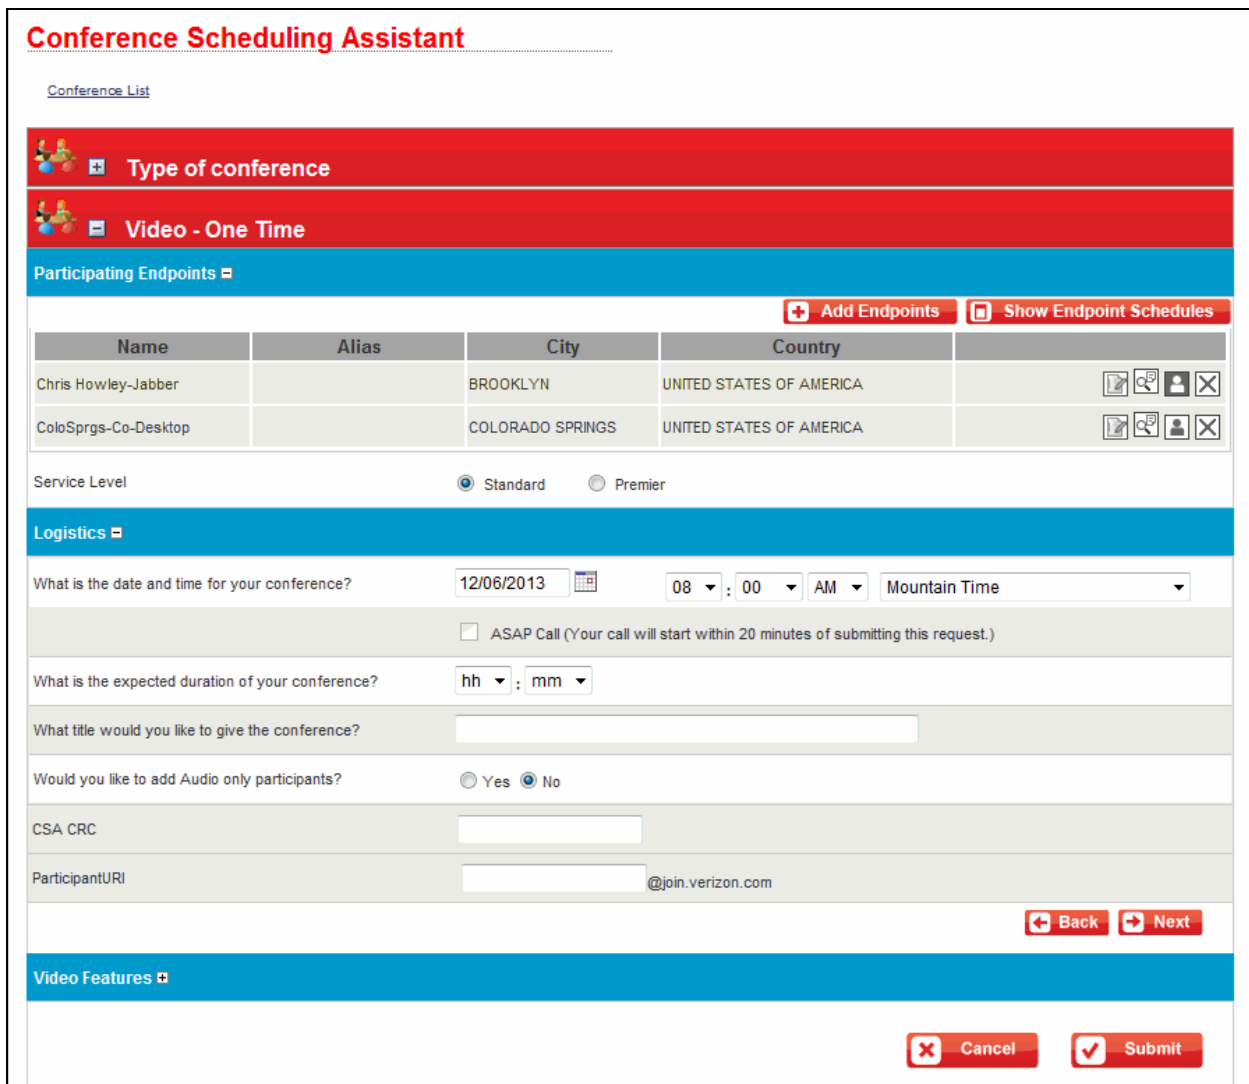 Conference Scheduling Assistant
Conference List
Type of conference
Video - One Time
Participating Endpoints
Add Endpoints Show Endpoint Schedules
Name Alias City Country
Chris Howley-Jabber BROOKLYN UNITED STATES OF AMERICA
ColoSprgs-Co-Desktop COLORADO SPRINGS UNITED STATES OF AMERICA
Service Level Standard Premier
Logistics
What is the date and time for your conference? 12/06/2013 08 : 00 AM Mountain Time
ASAP Call (Your call will start within 20 minutes of submitting this request.)
What is the expected duration of your conference? hh : mm
What title would you like to give the conference?
Would you like to add Audio only participants? Yes No
CSA CRC
ParticipantURI @join.verizon.com
Back Next
Video Features
Cancel Submit